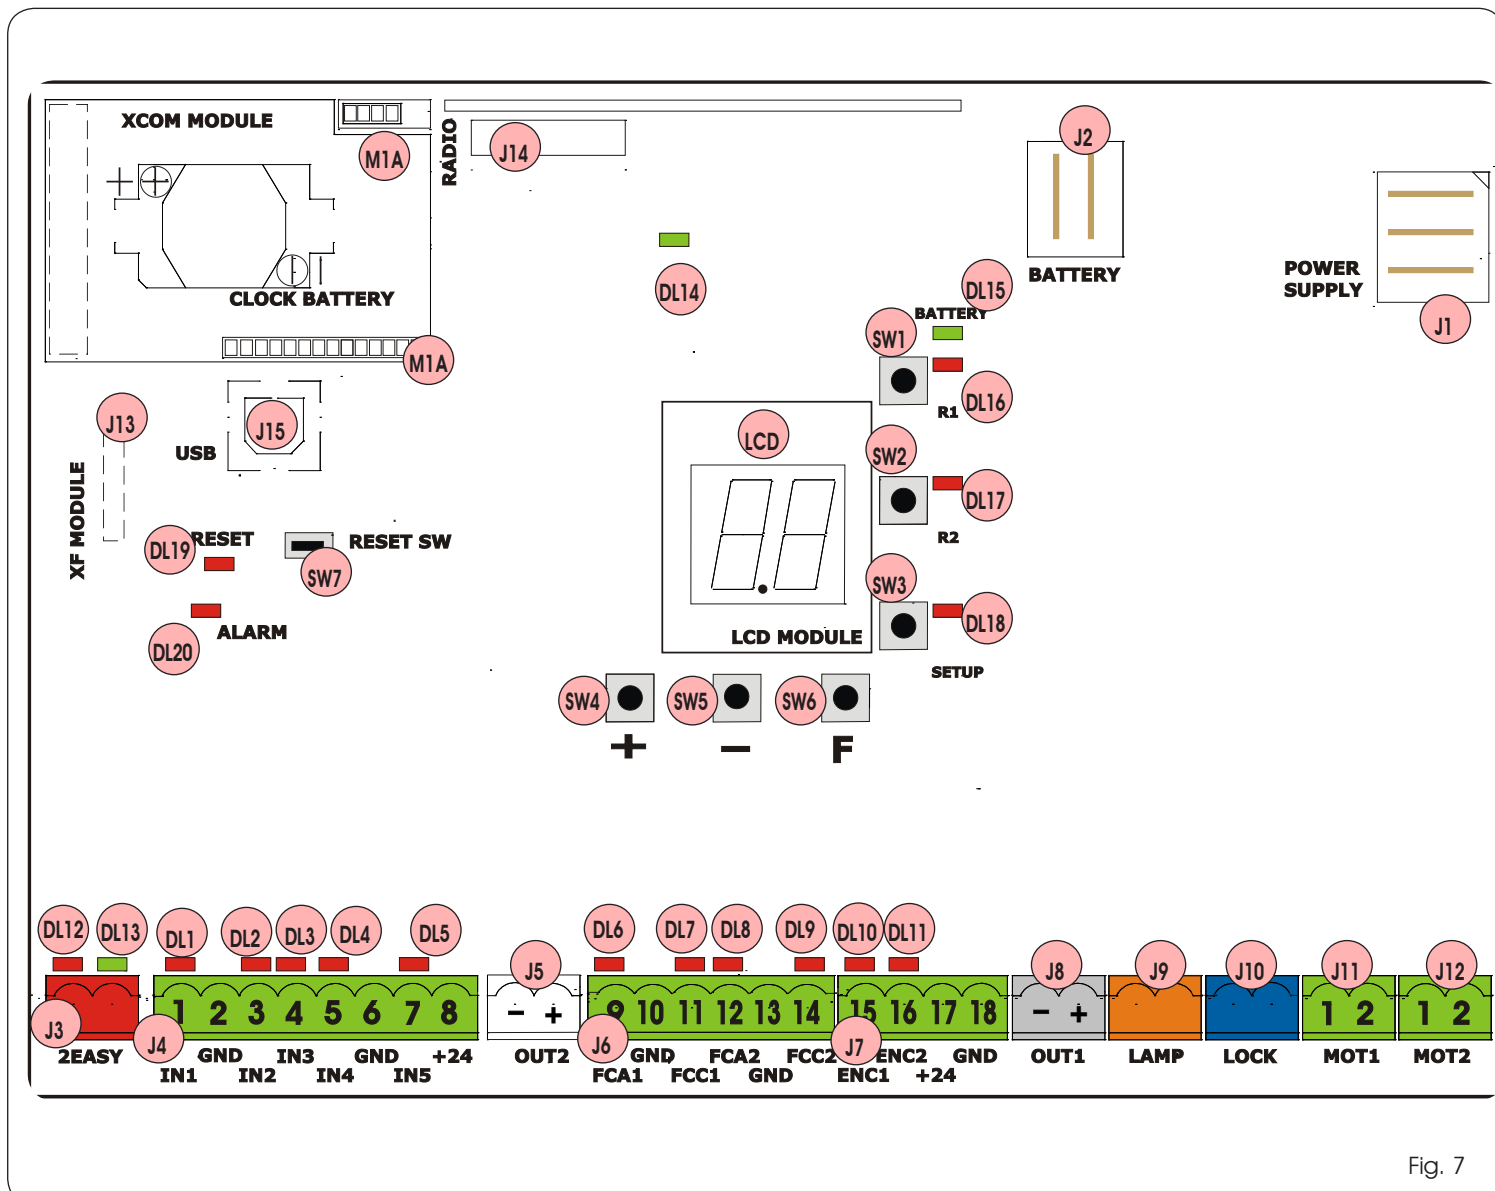 XCOM MODULE
M1A
RADIO
J14
J2
BATTERY
POWER
SUPPLY
J1
+
CLOCK BATTERY
M1A
DL14
DL15
BATTERY
SW1
R1
DL16
J13
USB
J15
XF MODULE
LCD
SW2
DL17
R2
DL19
RESET
RESET SW
SW7
SW3
DL18
DL20
ALARM
LCD MODULE
SETUP
SW4
SW5
SW6
+
−
F
DL12
DL13
DL1
DL2
DL3
DL4
DL5
J5
DL6
DL7
DL8
DL9
DL10
DL11
J8
J9
J10
J11
J12
J3
1 2 3 4 5 6 7 8
− +
9 10 11 12 13 14
15 16 17 18
− +
1 2
1 2
J4
J6
J7
2EASY
GND
IN3
GND
+24
OUT2
GND
FCA2
FCC2
ENC2
GND
OUT1
LAMP
LOCK
MOT1
MOT2
IN1
IN2
IN4
IN5
FCA1
FCC1
GND
ENC1
+24
Fig. 7